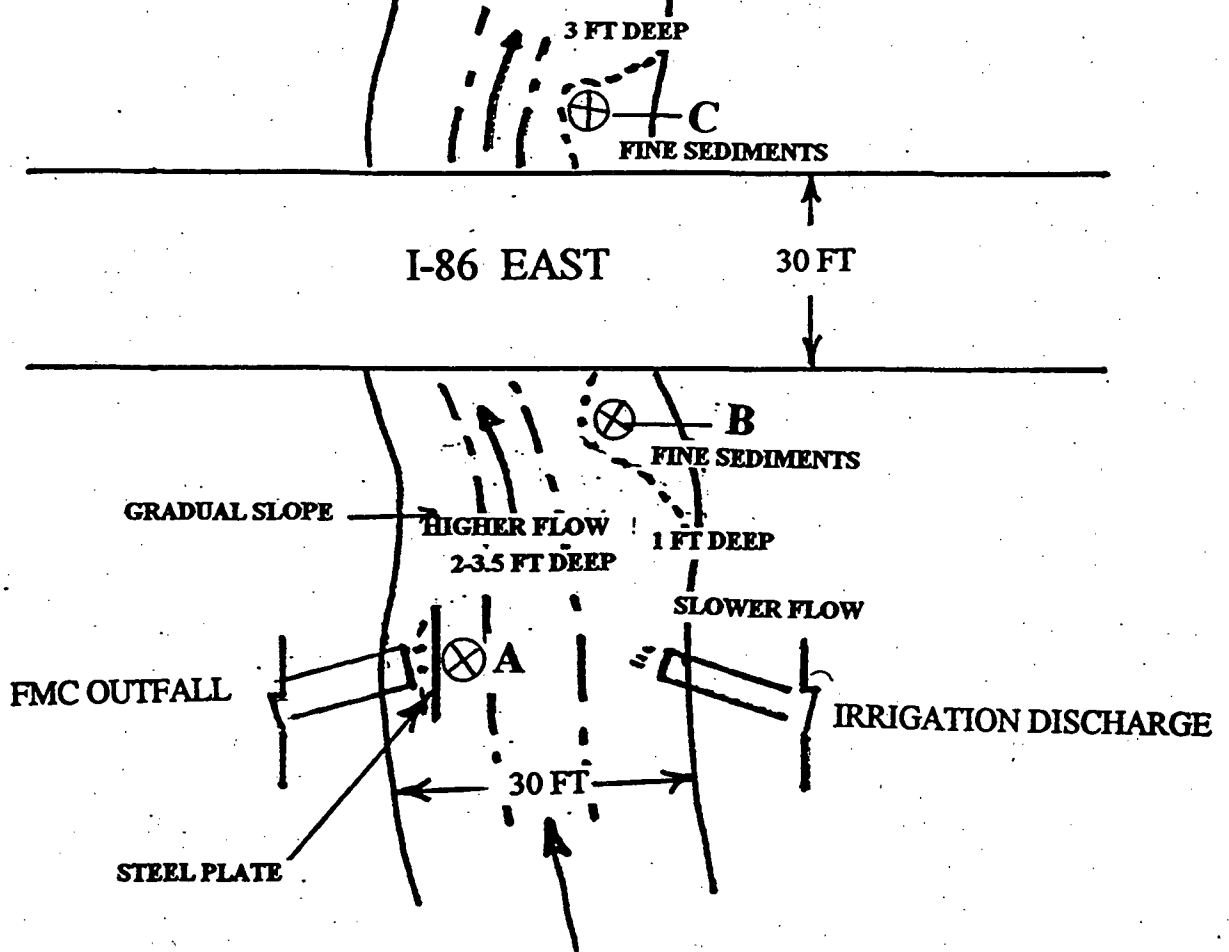 3 FT DEEP
C
FINE SEDIMENTS
I-86 EAST
30 FT
B
FINE SEDIMENTS
GRADUAL SLOPE
HIGHER FLOW
2-3.5 FT DEEP
1 FT DEEP
SLOWER FLOW
A
FMC OUTFALL
IRRIGATION DISCHARGE
30 FT
STEEL PLATE